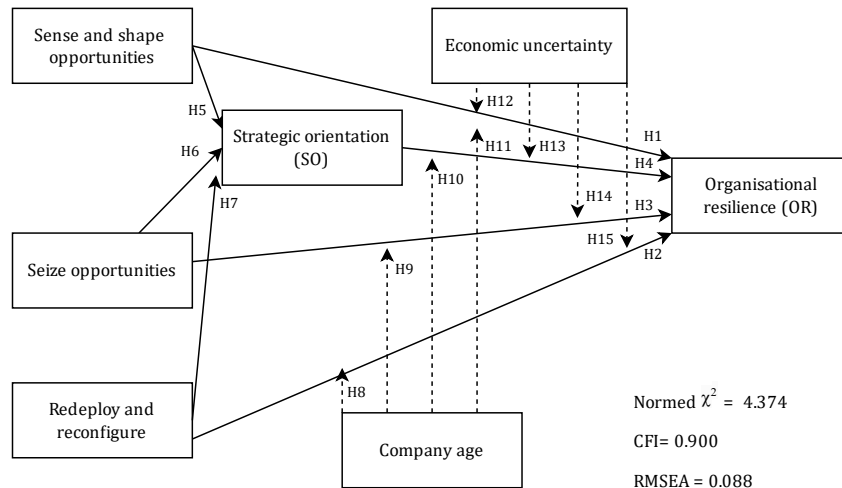 Sense and shape
opportunities
Economic uncertainty
H12
H5
Strategic orientation
(SO)
H11
H13
H1
H6
H10
H4
H7
Organisational
resilience (OR)
H14
H3
Seize opportunities
H15
H2
H9
H8
Redeploy and
reconfigure
Company age
Normed χ² = 4.374
CFI= 0.900
RMSEA = 0.088